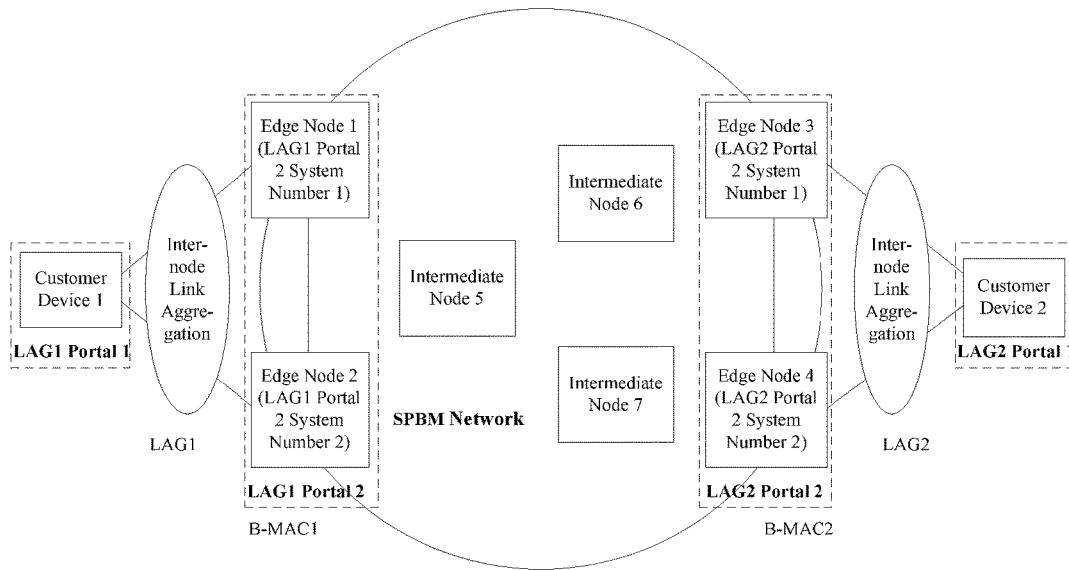 Edge Node 1
(LAG1 Portal
2 System
Number 1)
Edge Node 3
(LAG2 Portal
2 System
Number 1)
Intermediate
Node 6
Inter-
node
Link
Aggre-
gation
Customer
Device 1
LAG1 Portal 1
Intermediate
Node 5
Inter-
node
Link
Aggre-
gation
Customer
Device 2
LAG2 Portal 1
Edge Node 2
(LAG1 Portal
2 System
Number 2)
SPBM Network
Intermediate
Node 7
Edge Node 4
(LAG2 Portal
2 System
Number 2)
LAG1
LAG2
LAG1 Portal 2
LAG2 Portal 2
B-MAC1
B-MAC2